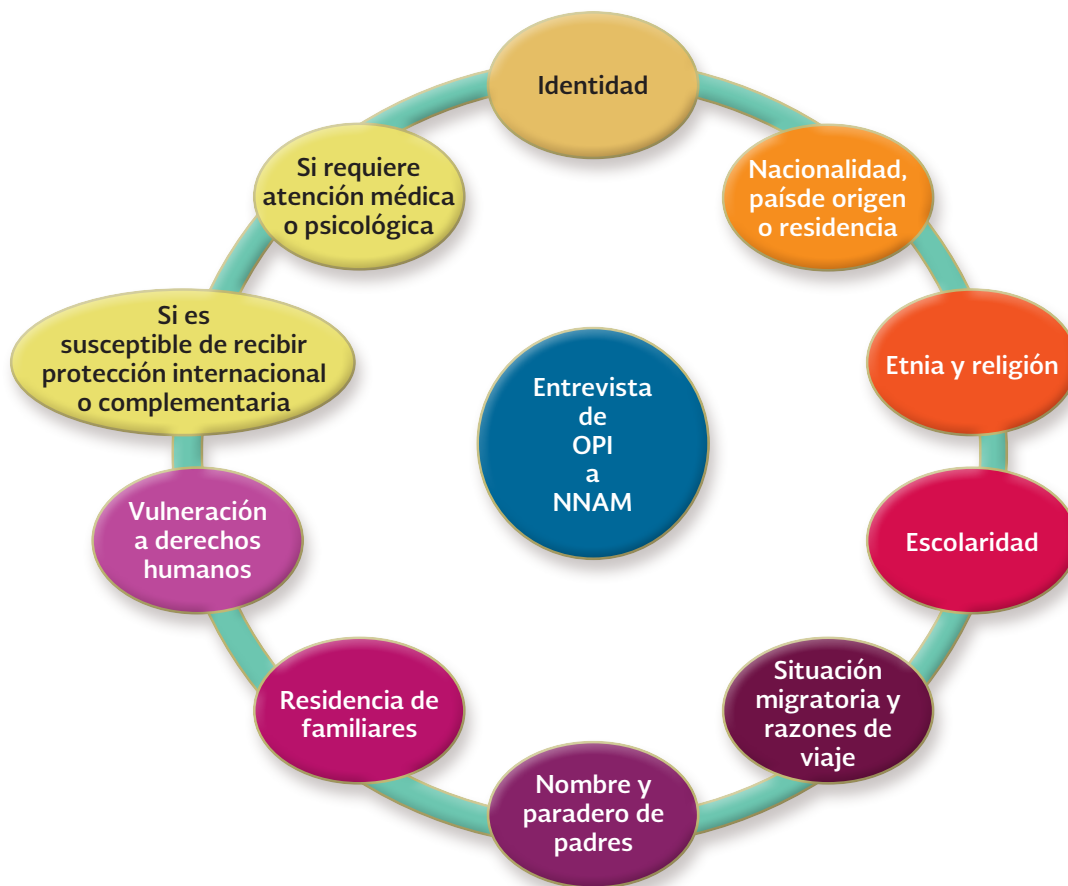 Identidad
Nacionalidad,
paísde origen
o residencia
Etnia y religión
Escolaridad
Situación
migratoria y
razones de
viaje
Nombre y
paradero de
padres
Residencia de
familiares
Vulneración
a derechos
humanos
Si es
susceptible de recibir
protección internacional
o complementaria
Si requiere
atención médica
o psicológica
Entrevista
de
OPI
a
NNAM